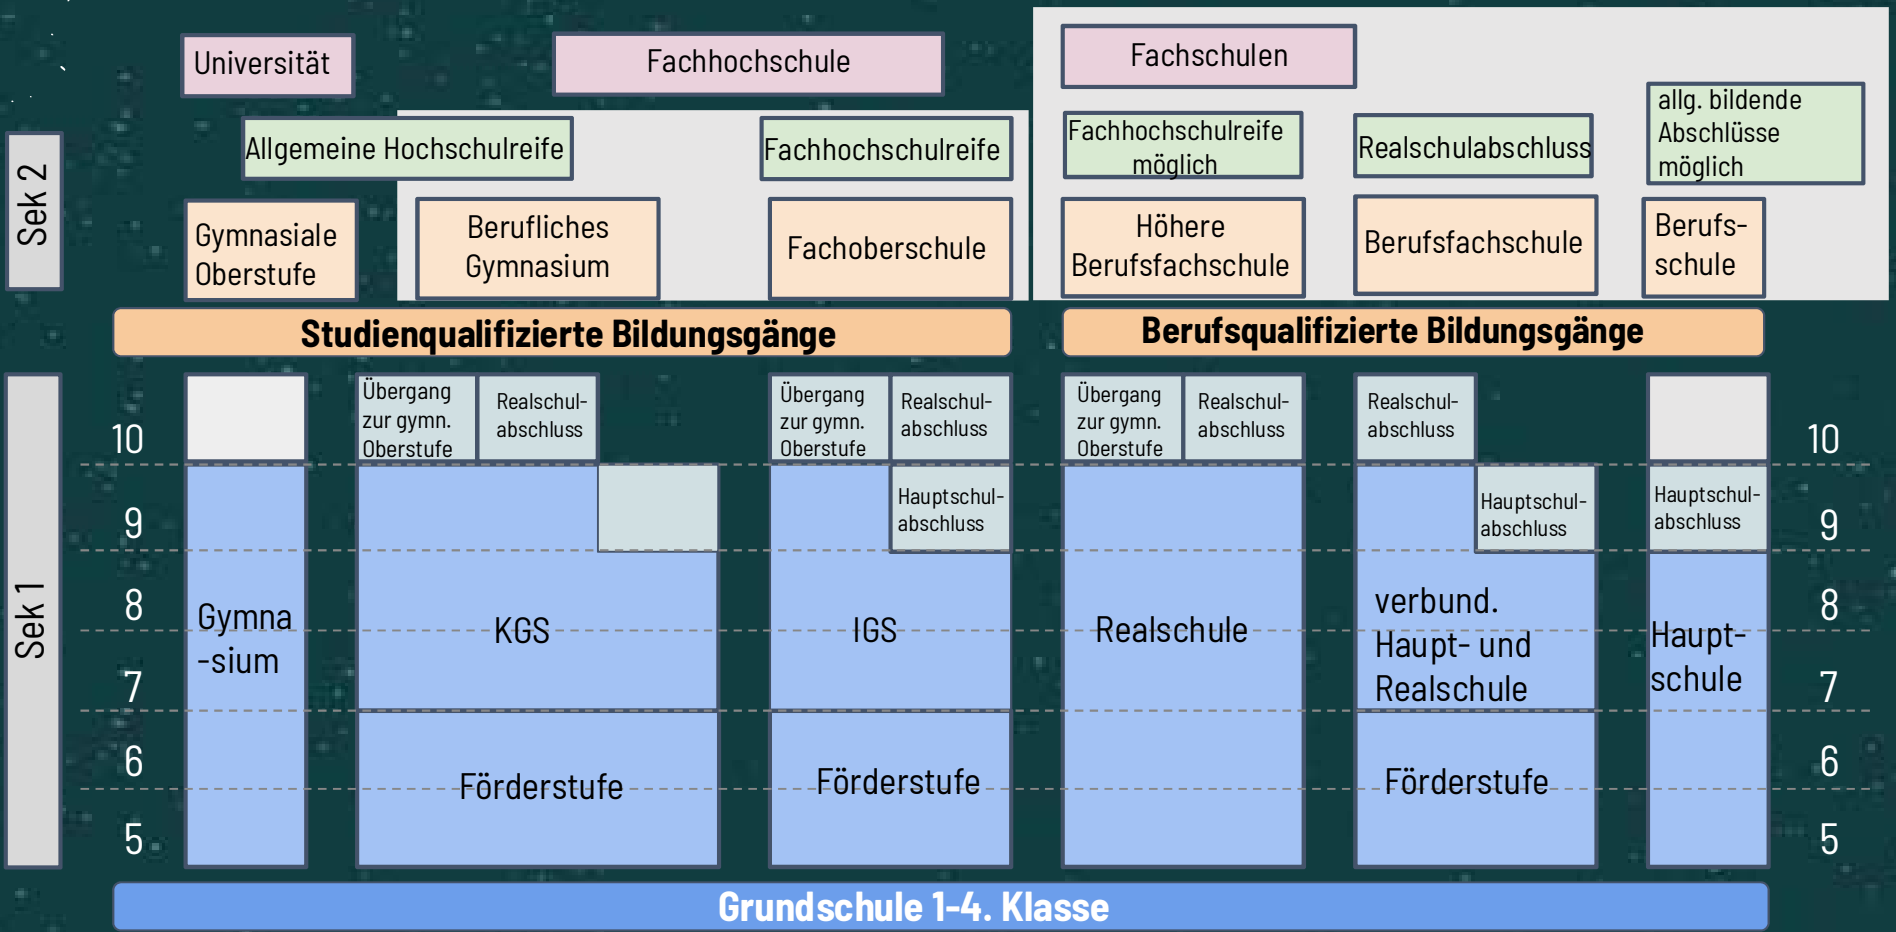 Universität
Fachhochschule
Fachschulen
Sek 2
Allgemeine Hochschulreife
Fachhochschulreife
Fachhochschulreife
möglich
Realschulabschluss
allg. bildende
Abschlüsse
möglich
Gymnasiale
Oberstufe
Berufliches
Gymnasium
Fachoberschule
Höhere
Berufsfachschule
Berufsfachschule
Berufs-
schule
Studienqualifizierte Bildungsgänge
Berufsqualifizierte Bildungsgänge
Sek 1
10
Übergang
zur gymn.
Oberstufe
Realschul-
abschluss
Übergang
zur gymn.
Oberstufe
Realschul-
abschluss
Übergang
zur gymn.
Oberstufe
Realschul-
abschluss
Realschul-
abschluss
10
9
Hauptschul-
abschluss
Hauptschul-
abschluss
Hauptschul-
abschluss
9
8
8
Gymna
-sium
KGS
IGS
Realschule
verbund.
Haupt- und
Realschule
Haupt-
schule
7
7
6
6
Förderstufe
Förderstufe
Förderstufe
5
5
Grundschule 1-4. Klasse